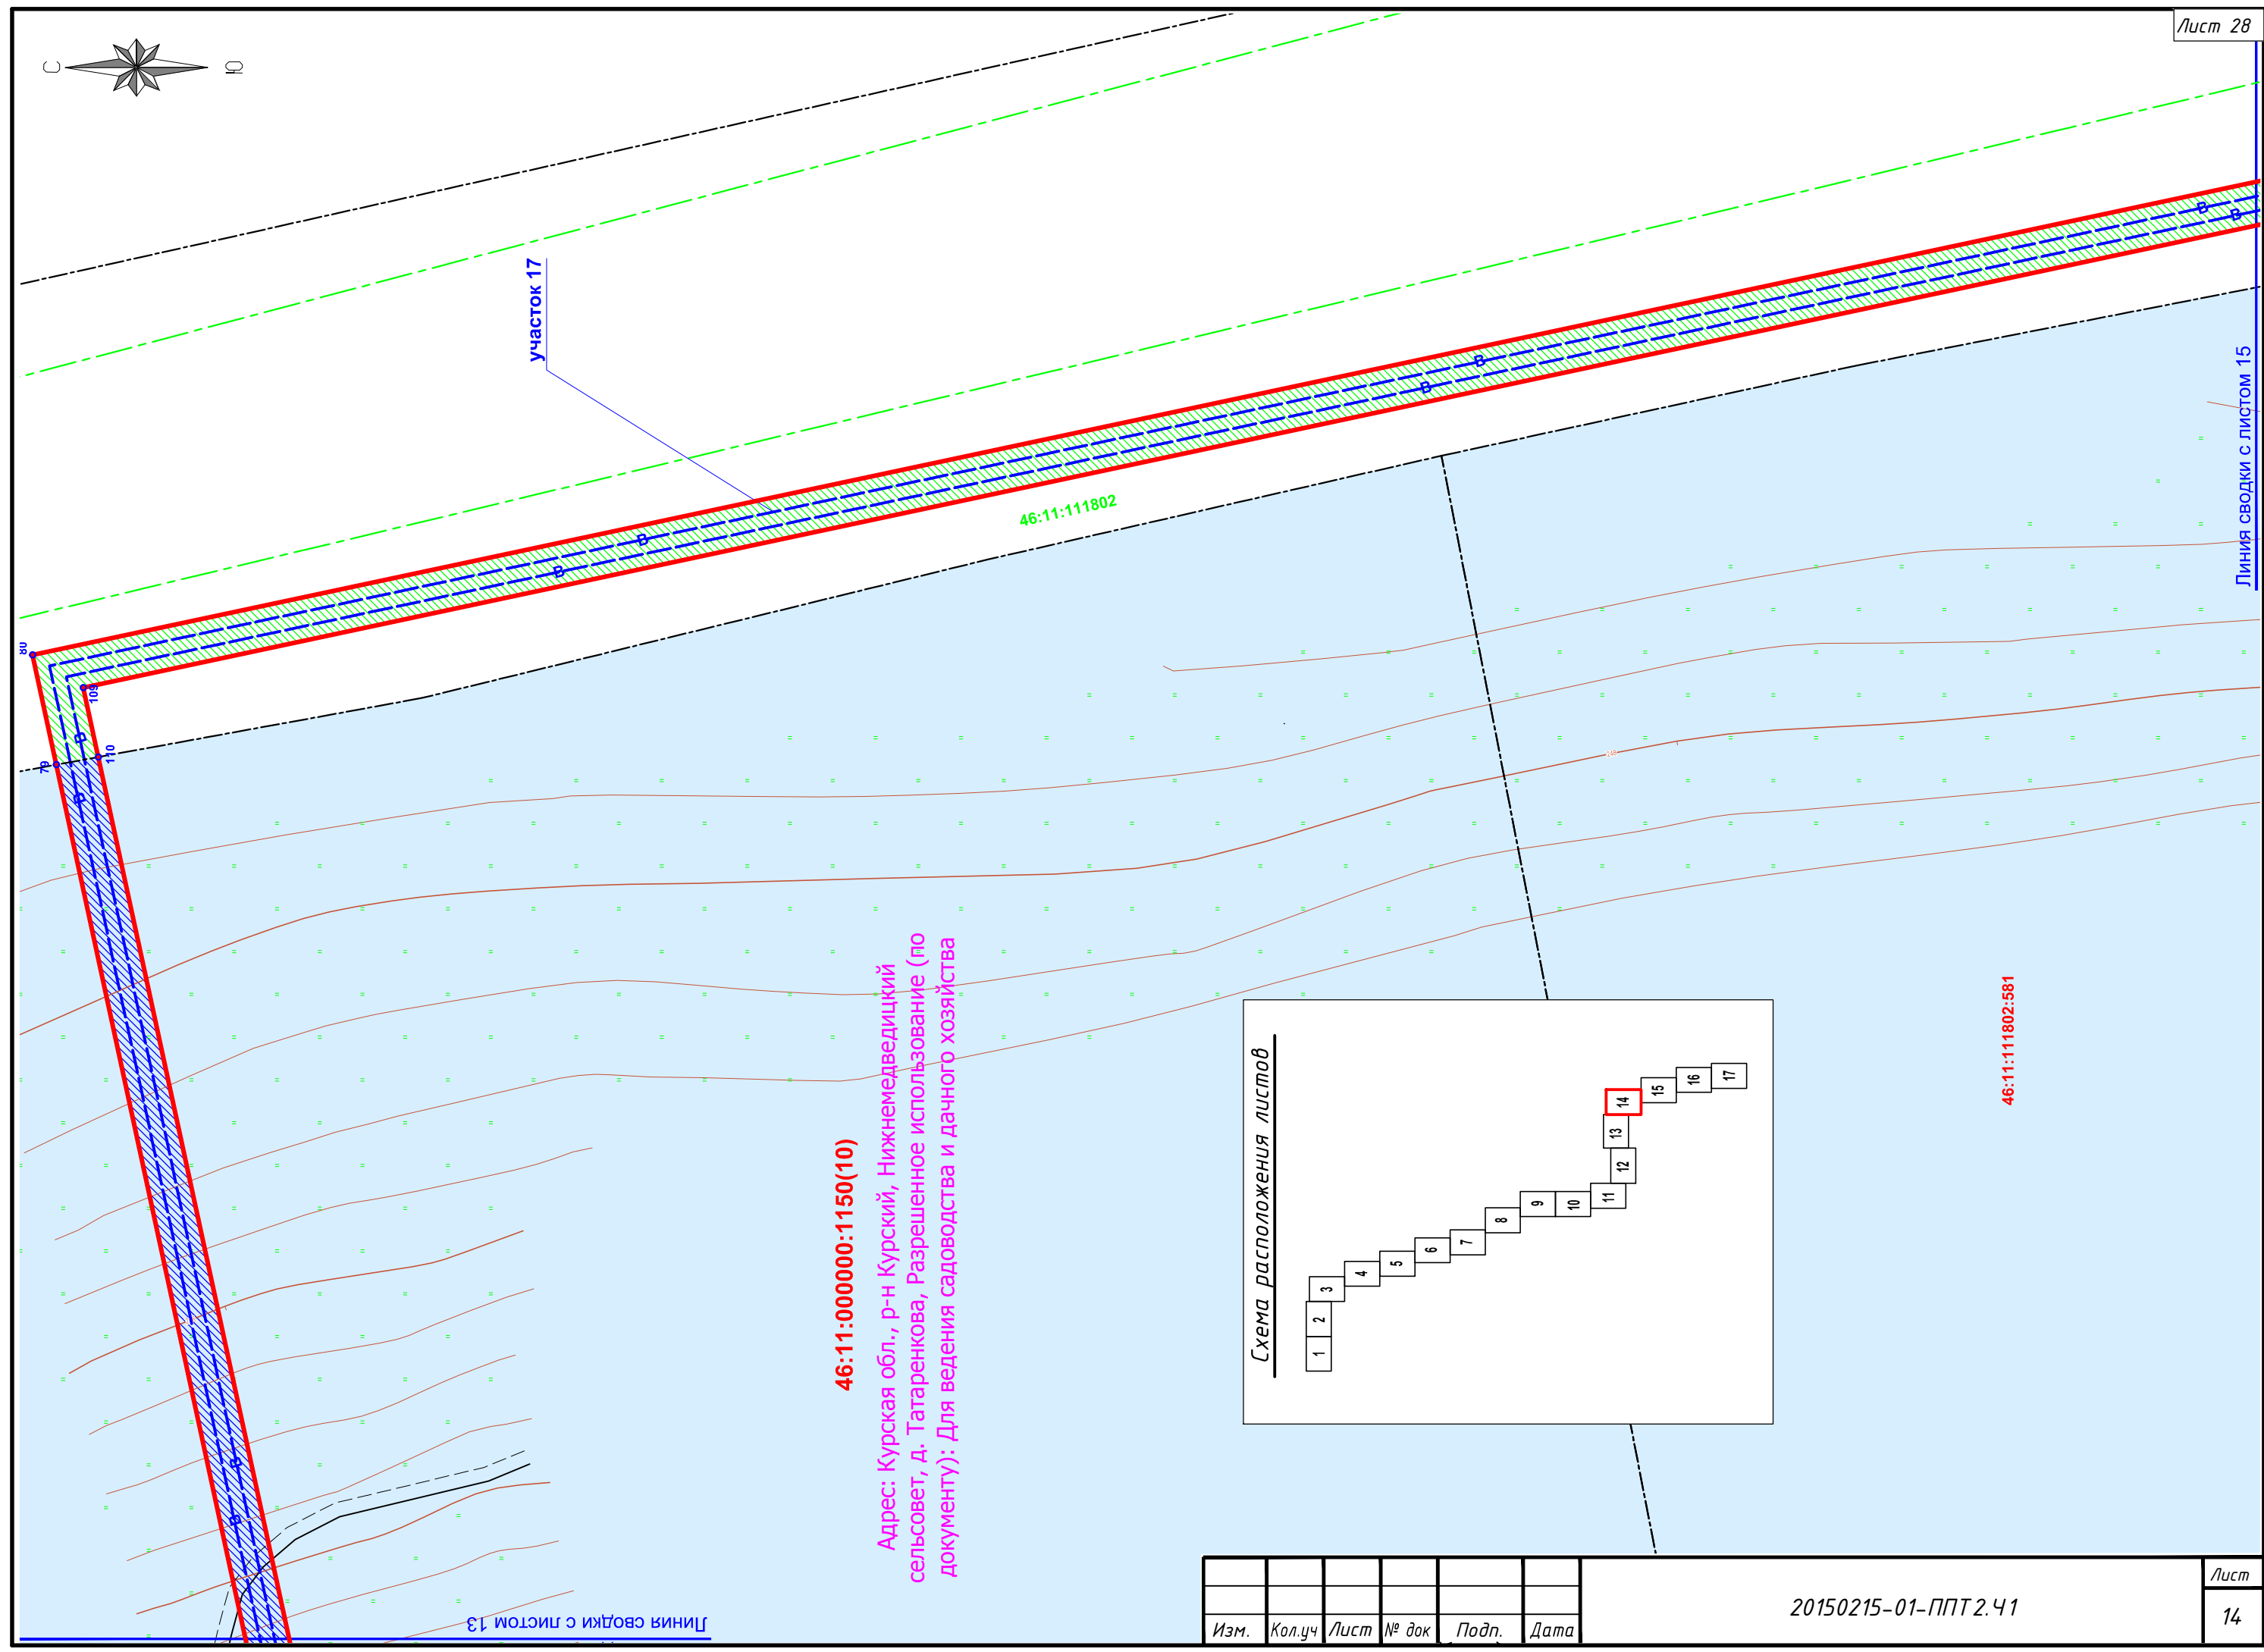 Лист 28
С
Ю
участок 17
В
В
Линия сводки с листом 15
В
В
46:11:111802
В
В
80
109
В
110
79
В
148
46:11:000000:1150(10)
Адрес: Курская обл., р-н Курский, Нижнемедведицкий
сельсовет, д. Татаренкова, Разрешенное использование (по
документу): Для ведения садоводства и дачного хозяйства
46:11:111802:581
Схема расположения листов
1
2
3
4
5
6
7
8
9
10
11
12
13
14
15
16
17
В
В
Линия сводки с листом 13
Изм. Кол.уч Лист № док Подп. Дата
20150215-01-ППТ2.Ч1
Лист
14